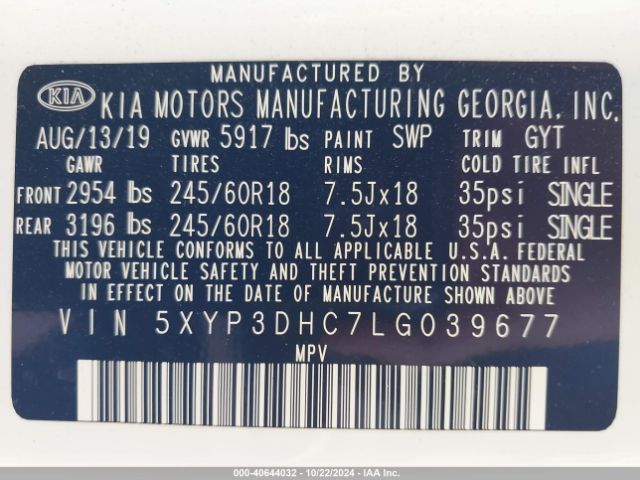 MANUFACTURED BY
KIA KIA MOTORS MANUFACTURING GEORGIA, INC.
AUG/13/19 GVWR 5917 lbs PAINT SWP TRIM GYT
GAWR TIRES RIMS COLD TIRE INFL
FRONT 2954 lbs 245/60R18 7.5Jx18 35psi SINGLE
REAR 3196 lbs 245/60R18 7.5Jx18 35psi SINGLE
THIS VEHICLE CONFORMS TO ALL APPLICABLE U.S.A. FEDERAL
MOTOR VEHICLE SAFETY AND THEFT PREVENTION STANDARDS
IN EFFECT ON THE DATE OF MANUFACTURE SHOWN ABOVE
VIN 5XYP3DHC7LG039677
MPV
00-40644032 - 10/22/2024 - IAA Inc.